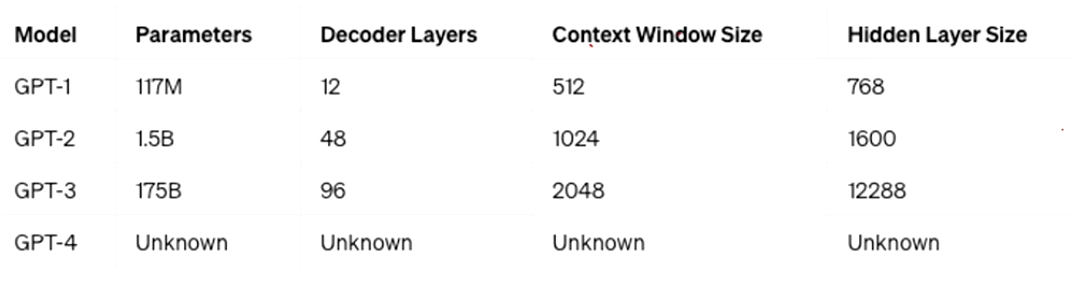 Model Parameters Decoder Layers Context Window Size Hidden Layer Size
GPT-1 117M 12 512 768
GPT-2 1.5B 48 1024 1600
GPT-3 175B 96 2048 12288
GPT-4 Unknown Unknown Unknown Unknown